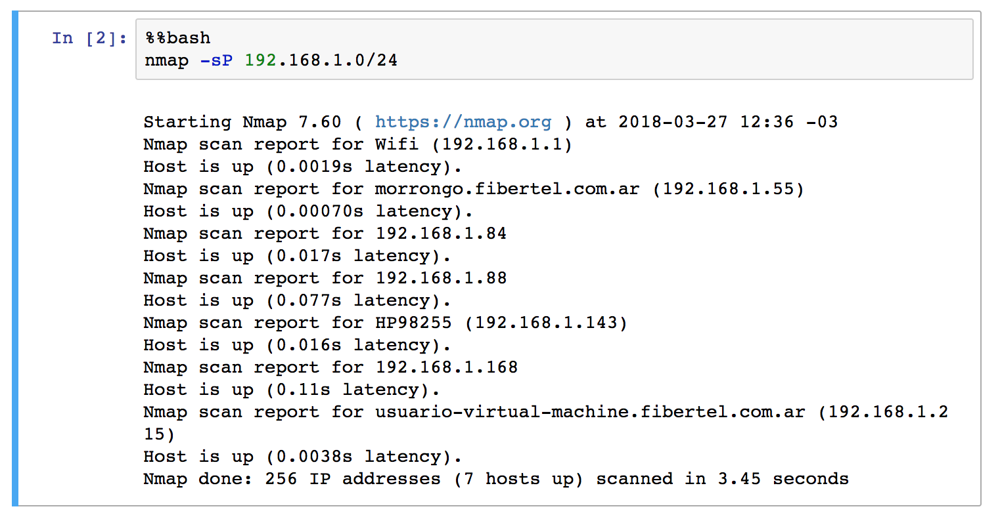 In [2]:
%%bash
nmap -sP 192.168.1.0/24
Starting Nmap 7.60 ( https://nmap.org ) at 2018-03-27 12:36 -03
Nmap scan report for Wifi (192.168.1.1)
Host is up (0.0019s latency).
Nmap scan report for morrongo.fibertel.com.ar (192.168.1.55)
Host is up (0.00070s latency).
Nmap scan report for 192.168.1.84
Host is up (0.017s latency).
Nmap scan report for 192.168.1.88
Host is up (0.077s latency).
Nmap scan report for HP98255 (192.168.1.143)
Host is up (0.016s latency).
Nmap scan report for 192.168.1.168
Host is up (0.11s latency).
Nmap scan report for usuario-virtual-machine.fibertel.com.ar (192.168.1.2
15)
Host is up (0.0038s latency).
Nmap done: 256 IP addresses (7 hosts up) scanned in 3.45 seconds